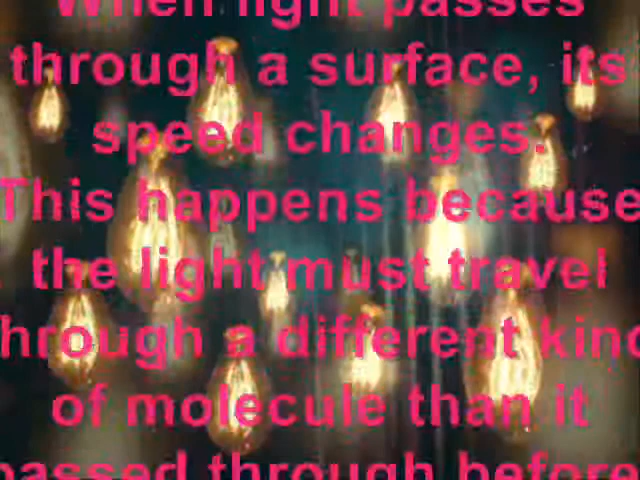 When light passes
through a surface, its
speed changes.
This happens because
the light must travel
through a different kind
of molecule than it
passed through before